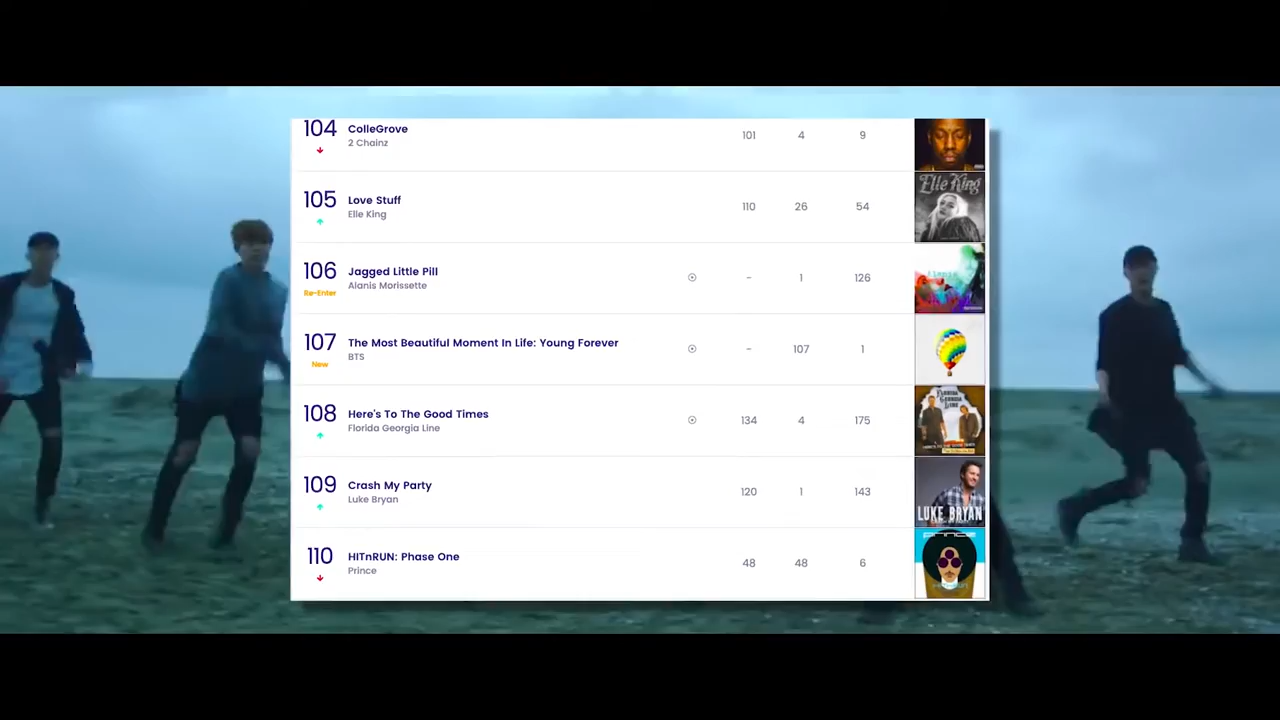 104 ColleGrove 101 4 9
2 Chainz
105 Love Stuff 110 26 54
Elle King
Elle King
106 Jagged Little Pill - 1 126
Re-Enter Alanis Morissette
107 The Most Beautiful Moment In Life: Young Forever - 107 1
New BTS
108 Here's To The Good Times 134 4 175
Florida Georgia Line
109 Crash My Party 120 1 143
Luke Bryan
LUKE BRYAN
110 HITnRUN: Phase One 48 48 6
Prince